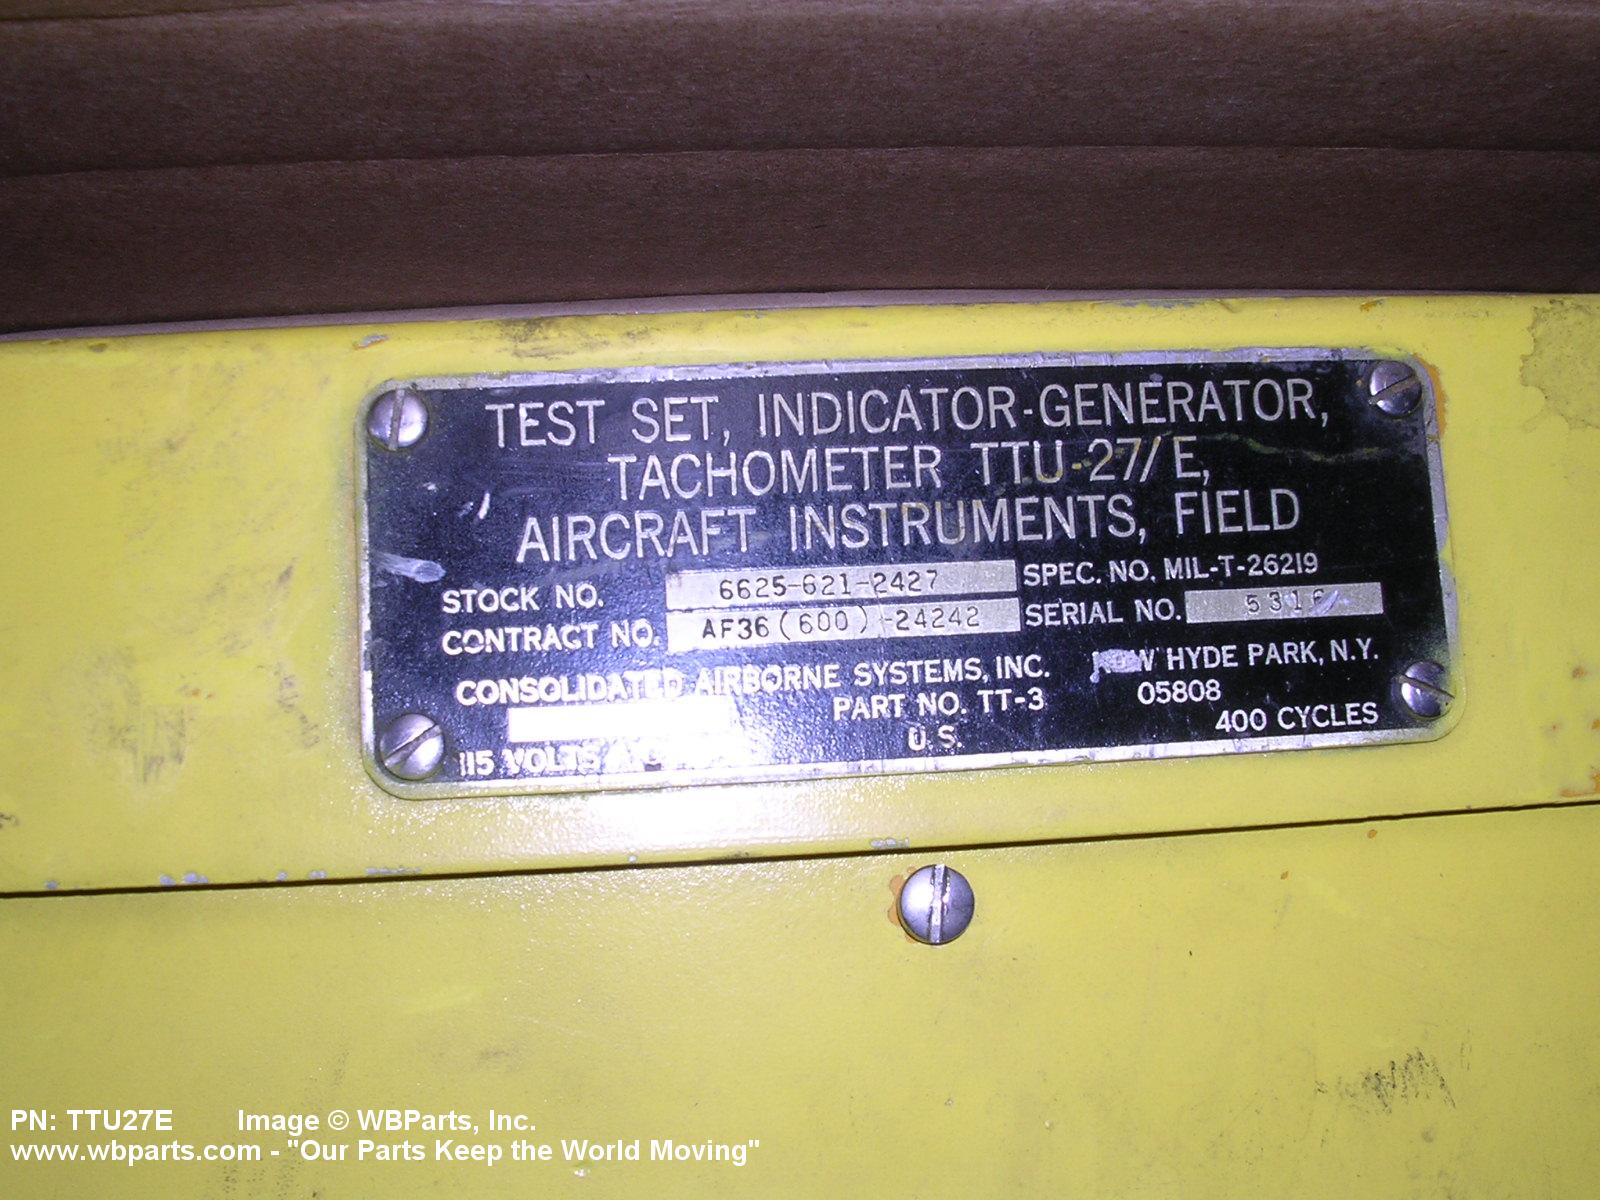 TEST SET, INDICATOR-GENERATOR,
TACHOMETER TTU-27/E,
AIRCRAFT INSTRUMENTS, FIELD
STOCK NO. 6625-621-2427 SPEC. NO. MIL-T-26219
CONTRACT NO. AF36(600)-24242 SERIAL NO.
CONSOLIDATED AIRBORNE SYSTEMS, INC. NEW HYDE PARK, N.Y.
PART NO. TT-3 05808
115 VOLTS U.S. 400 CYCLES
PN: TTU27E Image © WBParts, Inc.
www.wbparts.com - "Our Parts Keep the World Moving"